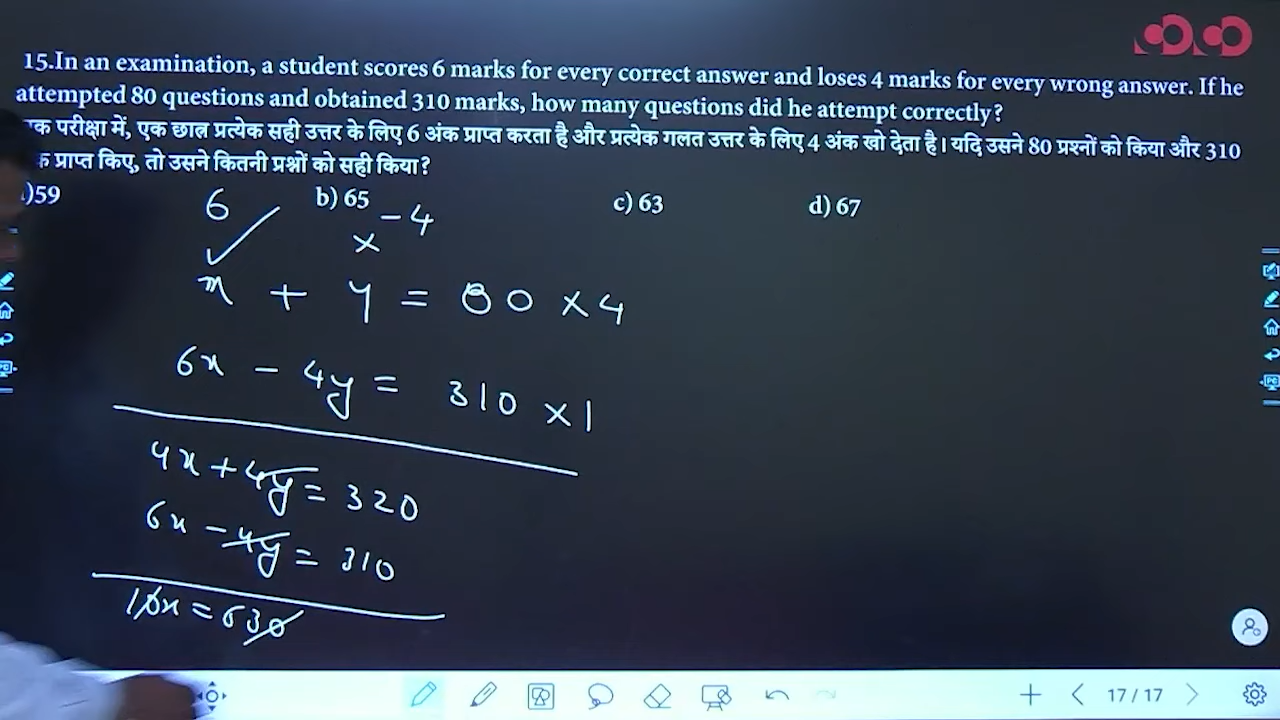 15.In an examination, a student scores 6 marks for every correct answer and loses 4 marks for every wrong answer. If he
attempted 80 questions and obtained 310 marks, how many questions did he attempt correctly?
परीक्षा में, एक छात्र प्रत्येक सही उत्तर के लिए 6 अंक प्राप्त करता है और प्रत्येक गलत उत्तर के लिए 4 अंक खो देता है। यदि उसने 80 प्रश्नों को किया और 310
प्राप्त किए, तो उसने कितनी प्रश्नों को सही किया?
)59 b) 65 c) 63 d) 67
6 ✓ -4 ×
x + y = 80 × 4
6x - 4y = 310 × 1
4x + 4y = 320
6x - 4y = 310
10x = 630
17 / 17